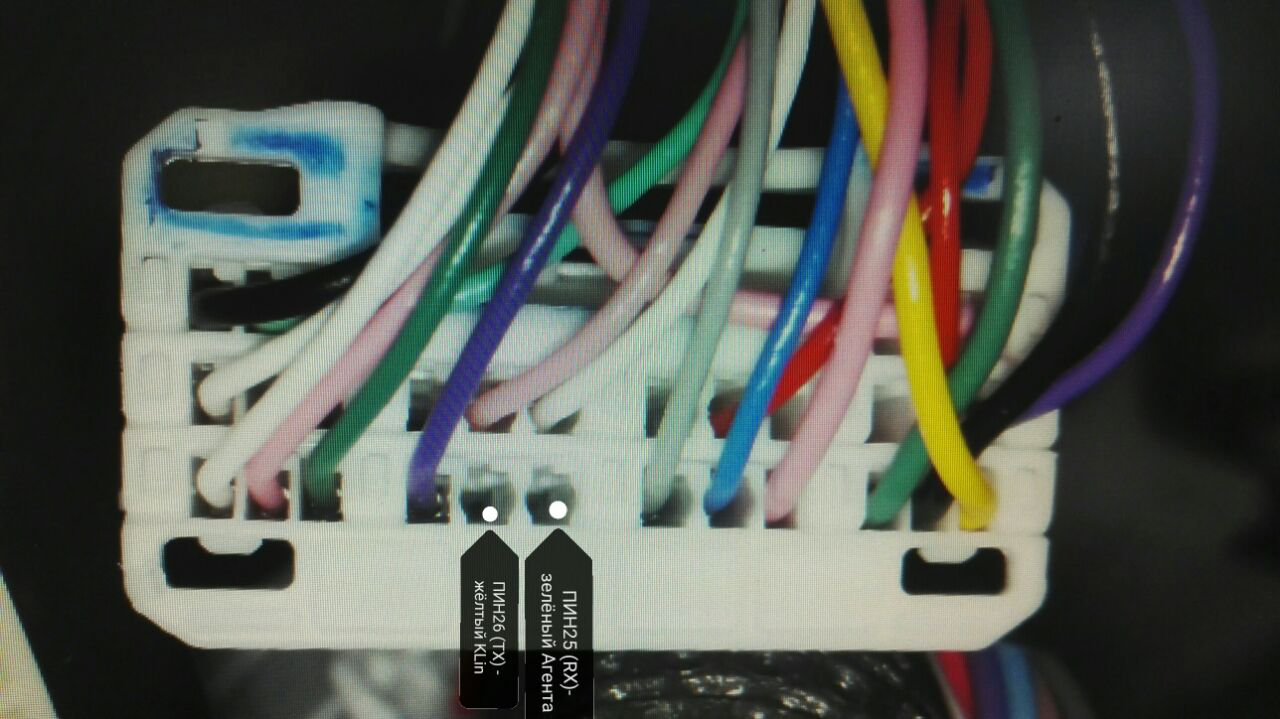 ПИН26 (TX) -
жёлтый KLin
ПИН25 (RX)-
зелёный Агента